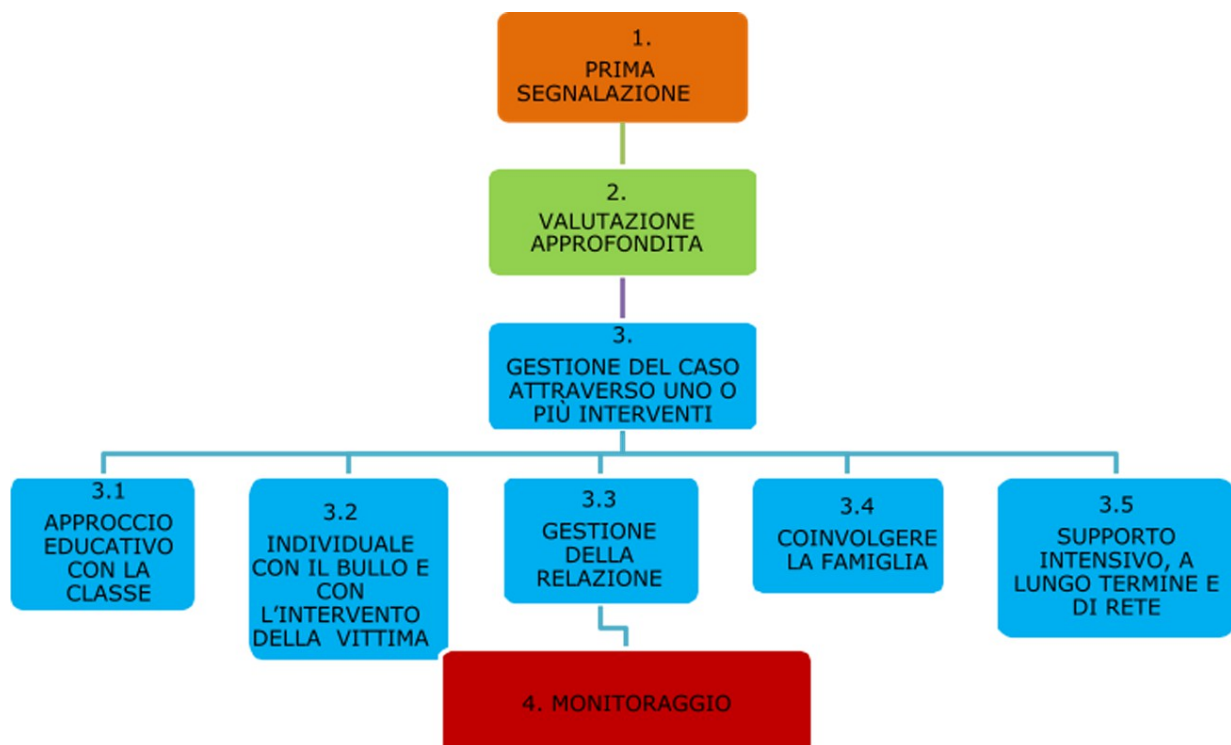 1.
PRIMA
SEGNALAZIONE
2.
VALUTAZIONE
APPROFONDITA
3.
GESTIONE DEL CASO
ATTRAVERSO UNO O
PIÙ INTERVENTI
3.1
APPROCCIO
EDUCATIVO
CON LA
CLASSE
3.2
INDIVIDUALE
CON IL BULLO E
CON
L’INTERVENTO
DELLA VITTIMA
3.3
GESTIONE
DELLA
RELAZIONE
3.4
COINVOLGERE
LA FAMIGLIA
3.5
SUPPORTO
INTENSIVO, A
LUNGO TERMINE E
DI RETE
4. MONITORAGGIO